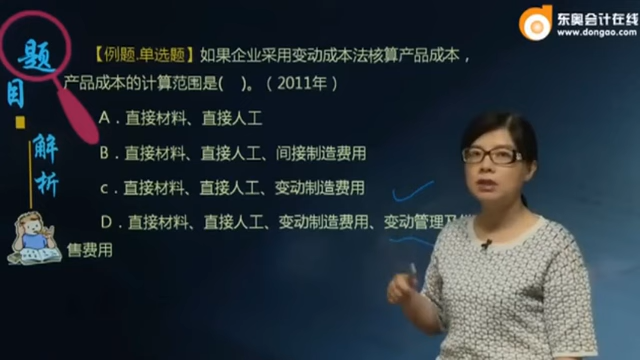 东奥会计在线
www.dongao.com
题目解析
【例题.单选题】如果企业采用变动成本法核算产品成本，
产品成本的计算范围是( )。（2011年）
A．直接材料、直接人工
B．直接材料、直接人工、间接制造费用
c．直接材料、直接人工、变动制造费用
D．直接材料、直接人工、变动制造费用、变动管理及
售费用